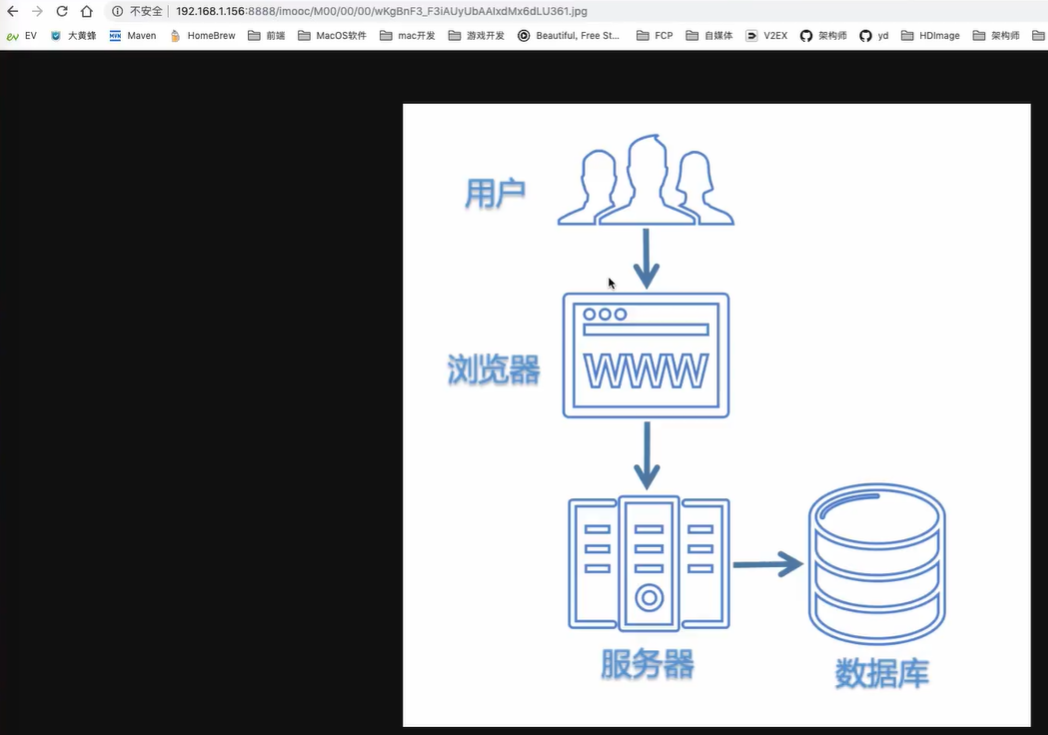 不安全 192.168.1.156:8888/imooc/M00/00/00/wKgBnF3_F3iAUyUbAAIxdMx6dLU361.jpg
EV 大黄蜂 Maven HomeBrew 前端 MacOS软件 mac开发 游戏开发 Beautiful, Free St... FCP 自媒体 V2EX 架构师 yd HDImage 架构师
用户
浏览器
WWW
服务器
数据库